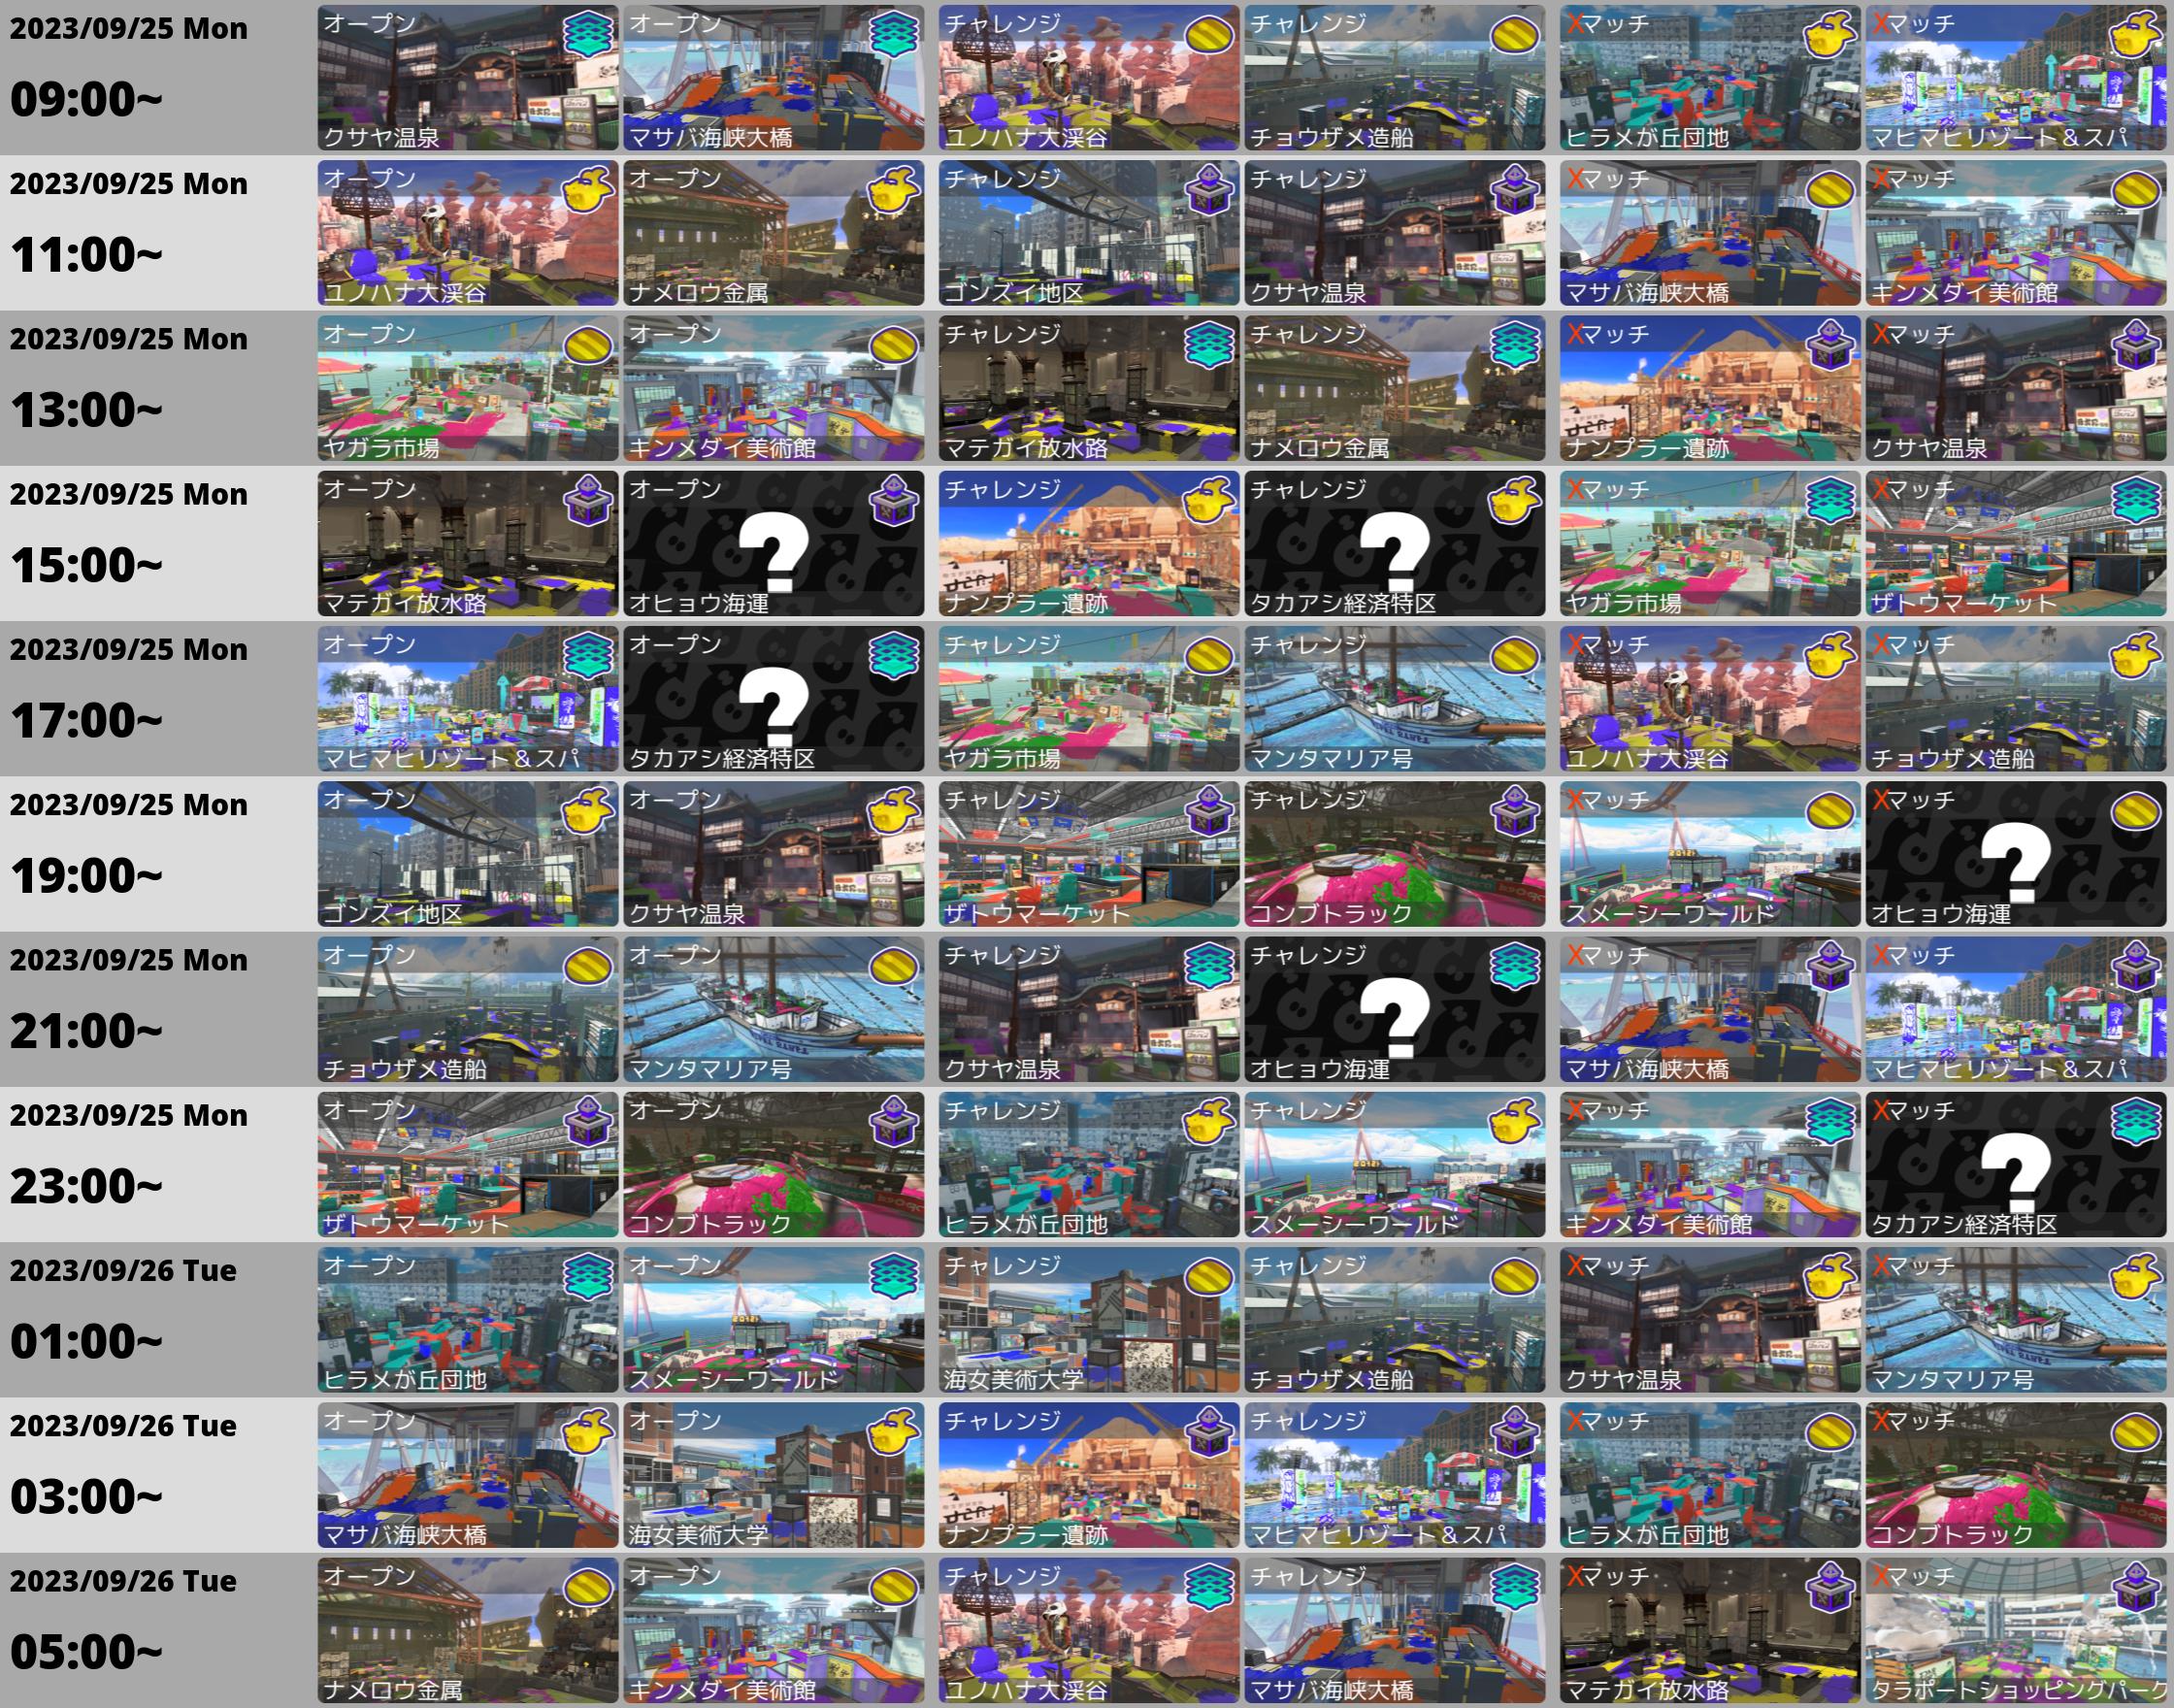 2023/09/25 Mon
09:00~
オープン オープン チャレンジ チャレンジ Xマッチ Xマッチ
クサヤ温泉 マサバ海峡大橋 ユノハナ大渓谷 チョウザメ造船 ヒラメが丘団地 マヒマヒリゾート＆スパ
2023/09/25 Mon
11:00~
オープン オープン チャレンジ チャレンジ Xマッチ Xマッチ
ユノハナ大渓谷 ナメロウ金属 ゴンズイ地区 クサヤ温泉 マサバ海峡大橋 キンメダイ美術館
2023/09/25 Mon
13:00~
オープン オープン チャレンジ チャレンジ Xマッチ Xマッチ
ヤガラ市場 キンメダイ美術館 マテガイ放水路 ナメロウ金属 ナンプラー遺跡 クサヤ温泉
2023/09/25 Mon
15:00~
オープン オープン チャレンジ チャレンジ Xマッチ Xマッチ
? ?
マテガイ放水路 オヒョウ海運 ナンプラー遺跡 タカアシ経済特区 ヤガラ市場 ザトウマーケット
2023/09/25 Mon
17:00~
オープン オープン チャレンジ チャレンジ Xマッチ Xマッチ
?
マヒマヒリゾート＆スパ タカアシ経済特区 ヤガラ市場 マンタマリア号 ユノハナ大渓谷 チョウザメ造船
2023/09/25 Mon
19:00~
オープン オープン チャレンジ チャレンジ Xマッチ Xマッチ
?
ゴンズイ地区 クサヤ温泉 ザトウマーケット コンブトラック スメーシーワールド オヒョウ海運
2023/09/25 Mon
21:00~
オープン オープン チャレンジ チャレンジ Xマッチ Xマッチ
?
チョウザメ造船 マンタマリア号 クサヤ温泉 オヒョウ海運 マサバ海峡大橋 マヒマヒリゾート＆スパ
2023/09/25 Mon
23:00~
オープン オープン チャレンジ チャレンジ Xマッチ Xマッチ
?
ザトウマーケット コンブトラック ヒラメが丘団地 スメーシーワールド キンメダイ美術館 タカアシ経済特区
2023/09/26 Tue
01:00~
オープン オープン チャレンジ チャレンジ Xマッチ Xマッチ
ヒラメが丘団地 スメーシーワールド 海女美術大学 チョウザメ造船 クサヤ温泉 マンタマリア号
2023/09/26 Tue
03:00~
オープン オープン チャレンジ チャレンジ Xマッチ Xマッチ
マサバ海峡大橋 海女美術大学 ナンプラー遺跡 マヒマヒリゾート＆スパ ヒラメが丘団地 コンブトラック
2023/09/26 Tue
05:00~
オープン オープン チャレンジ チャレンジ Xマッチ Xマッチ
ナメロウ金属 キンメダイ美術館 ユノハナ大渓谷 マサバ海峡大橋 マテガイ放水路 タラポートショッピングパーク